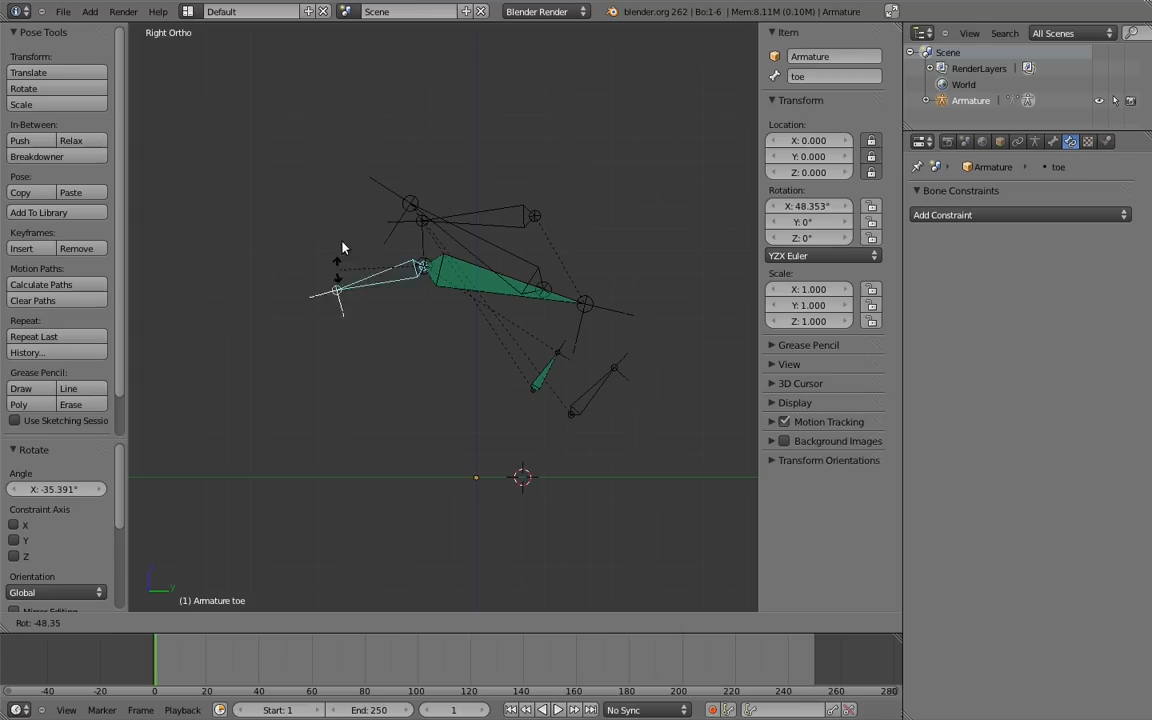 File Add Render Help Default Scene Blender Render blender.org 262 | Bo:1-6 | Mem:8.11M (0.10M) | Armature
Pose Tools
Transform:
Translate
Rotate
Scale
In-Between:
Push Relax
Breakdowner
Pose:
Copy Paste
Add To Library
Keyframes:
Insert Remove
Motion Paths:
Calculate Paths
Clear Paths
Repeat:
Repeat Last
History...
Grease Pencil:
Draw Line
Poly Erase
Use Sketching Sessio
Rotate
Angle
X: -35.391°
Constraint Axis
X
Y
Z
Orientation
Global
Right Ortho
y
(1) Armature toe
Rot: -48.35
Item
Armature
toe
Transform
Location:
X: 0.000
Y: 0.000
Z: 0.000
Rotation:
X: 48.353°
Y: 0°
Z: 0°
YZX Euler
Scale:
X: 1.000
Y: 1.000
Z: 1.000
Grease Pencil
View
3D Cursor
Display
Motion Tracking
Background Images
Transform Orientations
View Search All Scenes
Scene
RenderLayers
World
Armature
Armature toe
Bone Constraints
Add Constraint
-40 -20 0 20 40 60 80 100 120 140 160 180 200 220 240 260 280
View Marker Frame Playback Start: 1 End: 250 1 No Sync